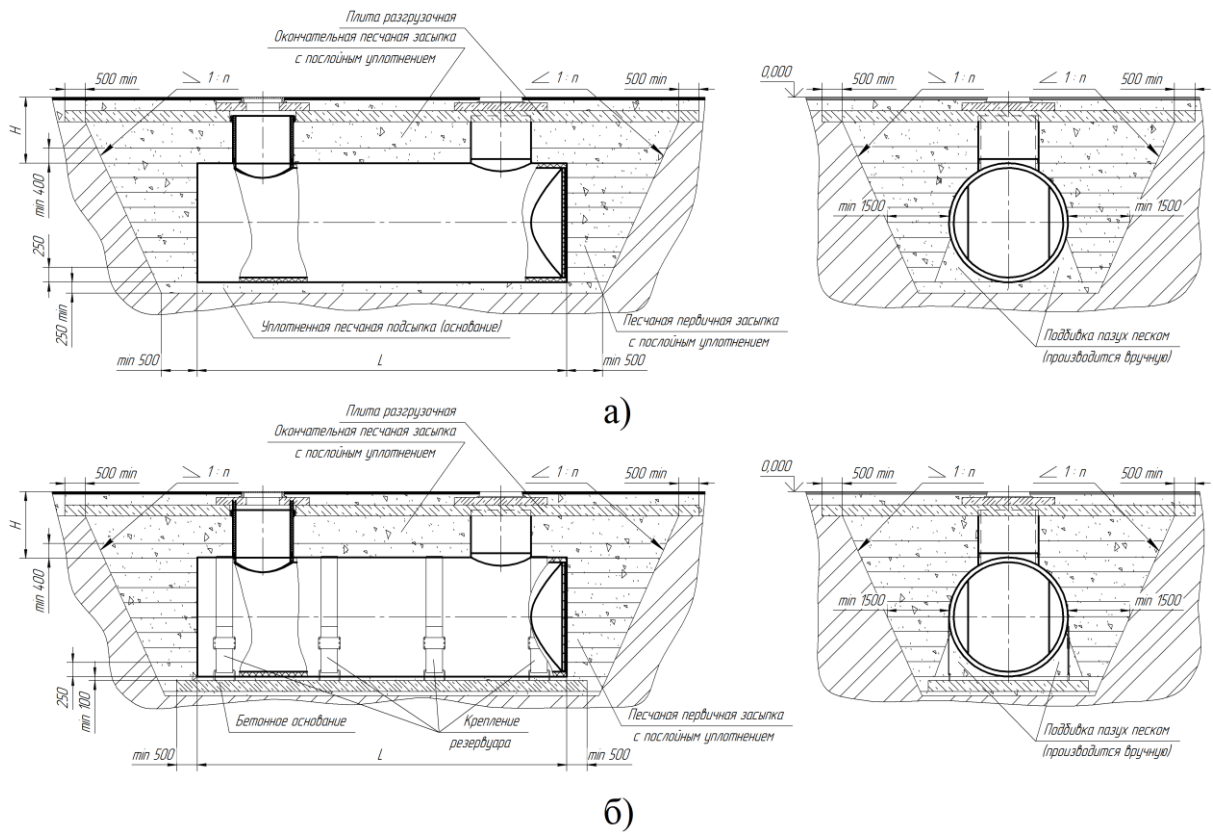 Плита разгрузочная
Окончательная песчаная засыпка
с послойным уплотнением
500 min
1 : n
1 : n
500 min
H
min 400
250
250 min
Уплотненная песчаная подсыпка (основание)
Песчаная первичная засыпка
с послойным уплотнением
min 500
L
min 500
0,000
500 min
1 : n
1 : n
500 min
min 1500
min 1500
Подбивка пазух песком
(производится вручную)
а)
Плита разгрузочная
Окончательная песчаная засыпка
с послойным уплотнением
500 min
1 : n
1 : n
500 min
H
min 400
250
min 100
Бетонное основание
Крепление
резервуара
Песчаная первичная засыпка
с послойным уплотнением
min 500
L
min 500
0,000
500 min
1 : n
1 : n
500 min
min 1500
min 1500
Подбивка пазух песком
(производится вручную)
б)